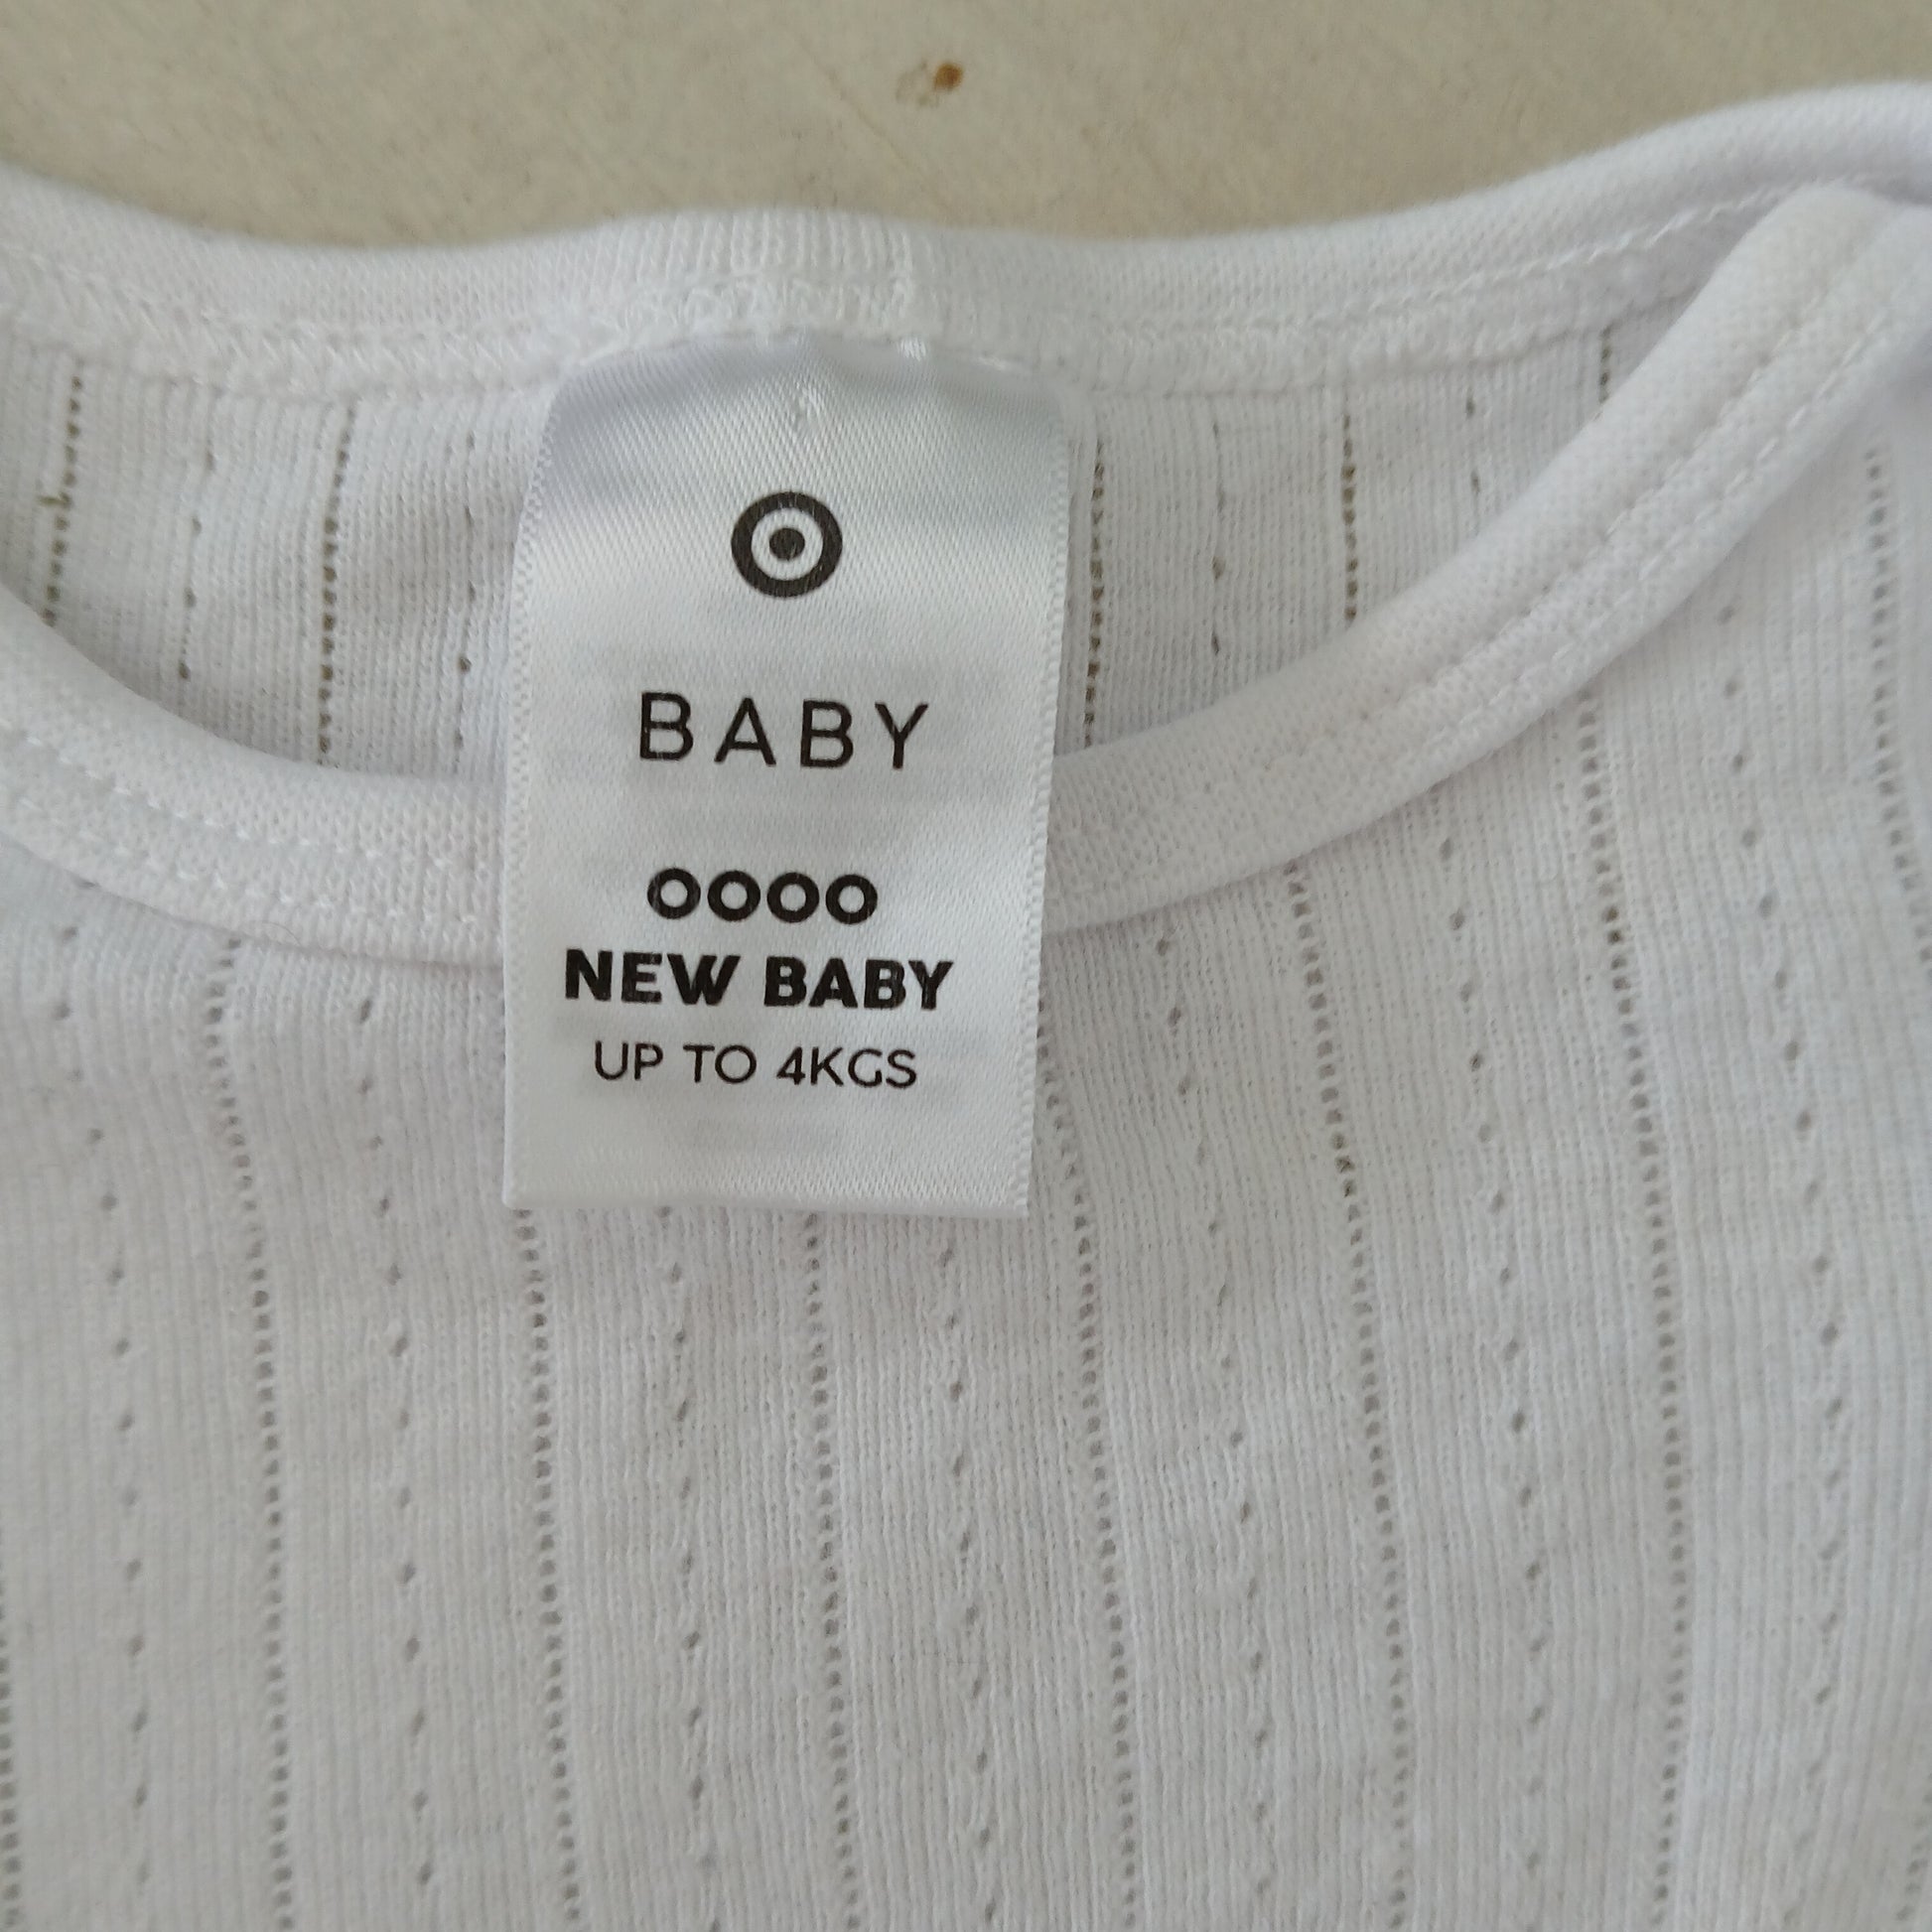 BABY
0000
NEW BABY
UP TO 4KGS